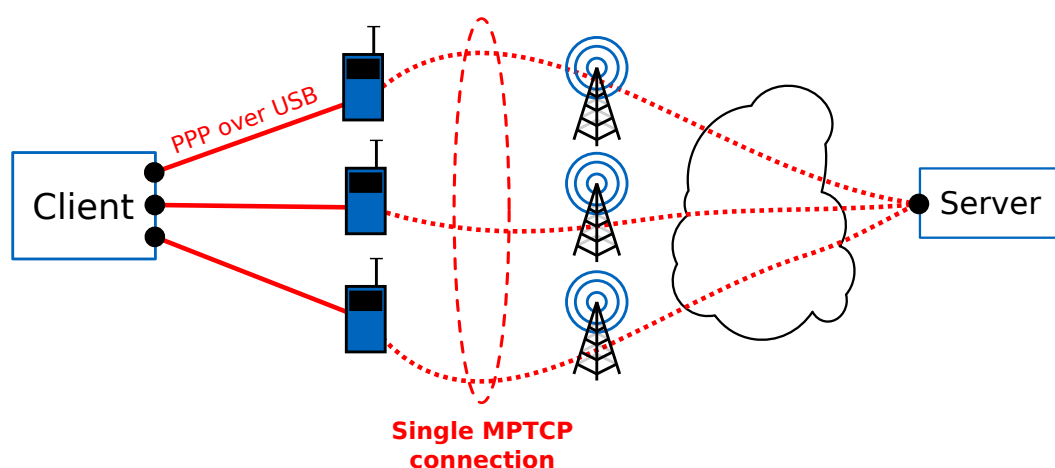 PPP over USB
Client
Server
Single MPTCP
connection